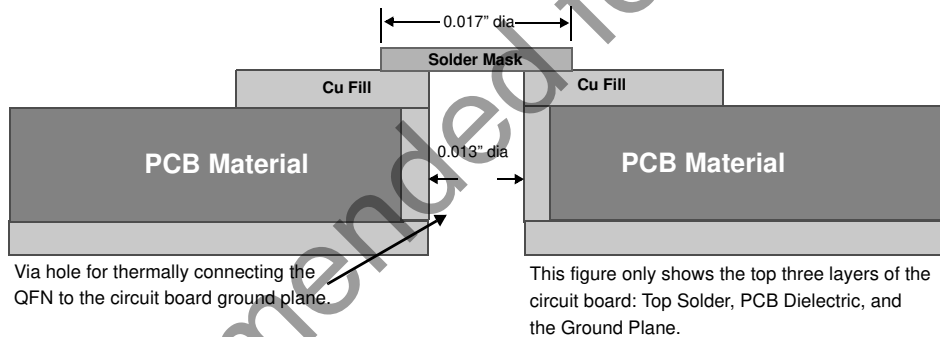 0.017" dia
Solder Mask
Cu Fill
Cu Fill
PCB Material
0.013" dia
PCB Material
Via hole for thermally connecting the
QFN to the circuit board ground plane.
This figure only shows the top three layers of the
circuit board: Top Solder, PCB Dielectric, and
the Ground Plane.
mended fo